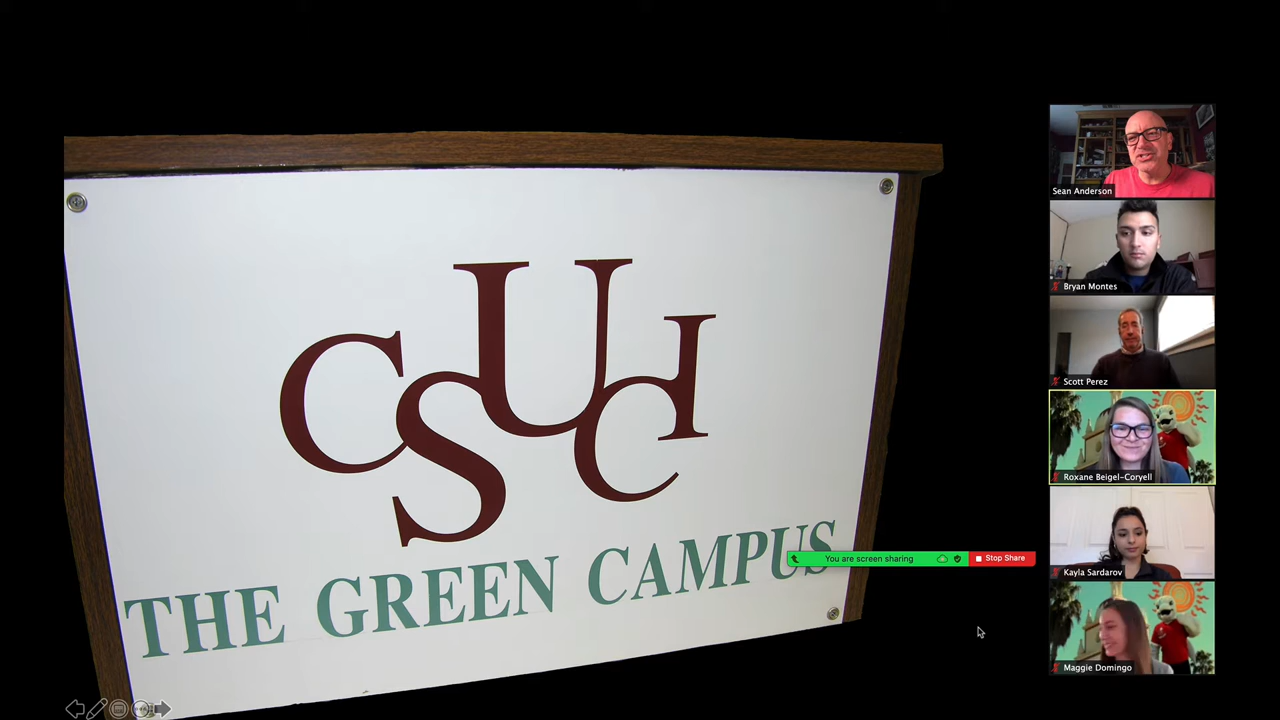 CSUCI
THE GREEN CAMPUS
You are screen sharing
Stop Share
Sean Anderson
Bryan Montes
Scott Perez
Roxane Beigel-Coryell
Kayla Sardarov
Maggie Domingo